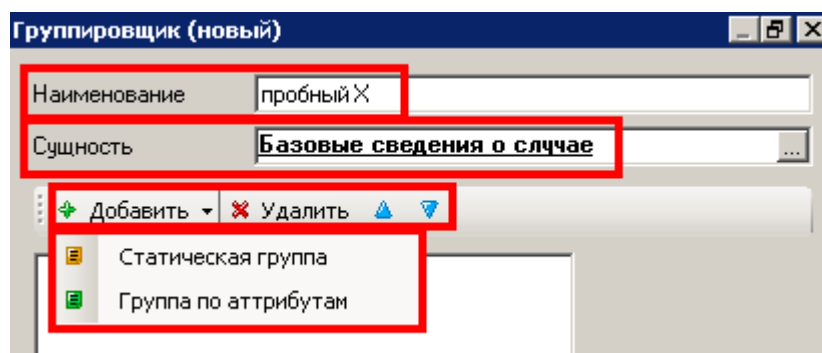 Группировщик (новый)
Наименование пробный X
Сущность Базовые сведения о случае ...
Добавить Удалить
Статическая группа
Группа по аттрибутам